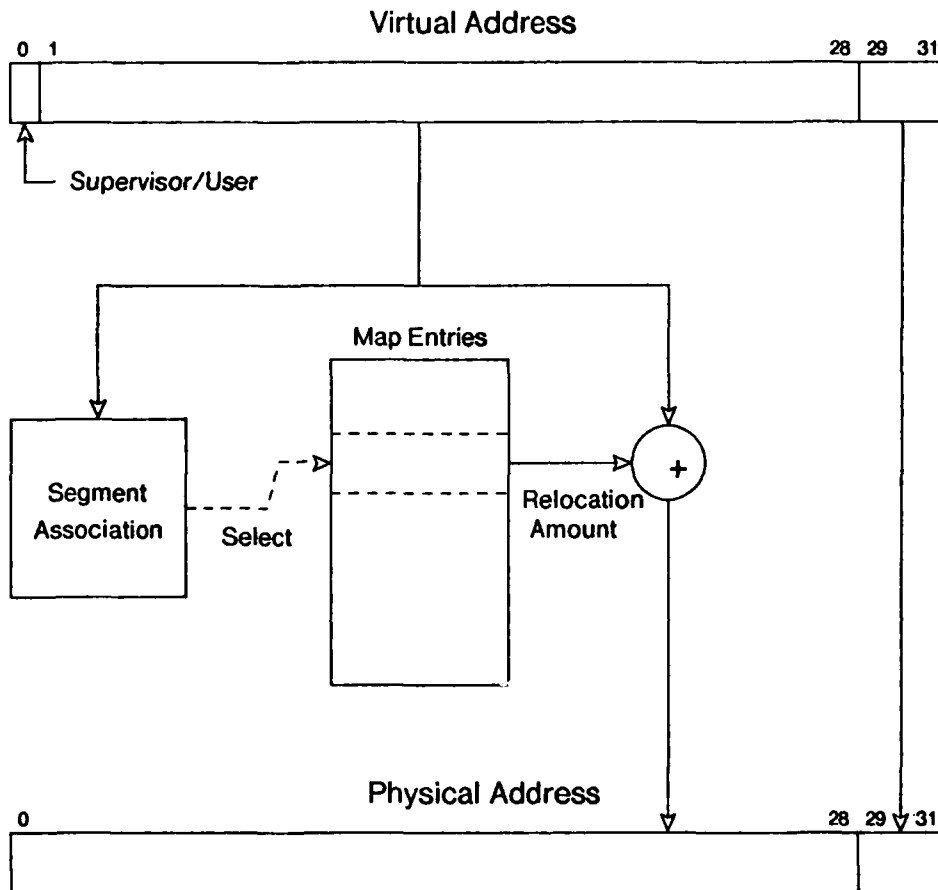 Virtual Address
0 1 28 29 31
Supervisor/User
Map Entries
Segment
Association
Select
+
Relocation
Amount
Physical Address
0 28 29 31